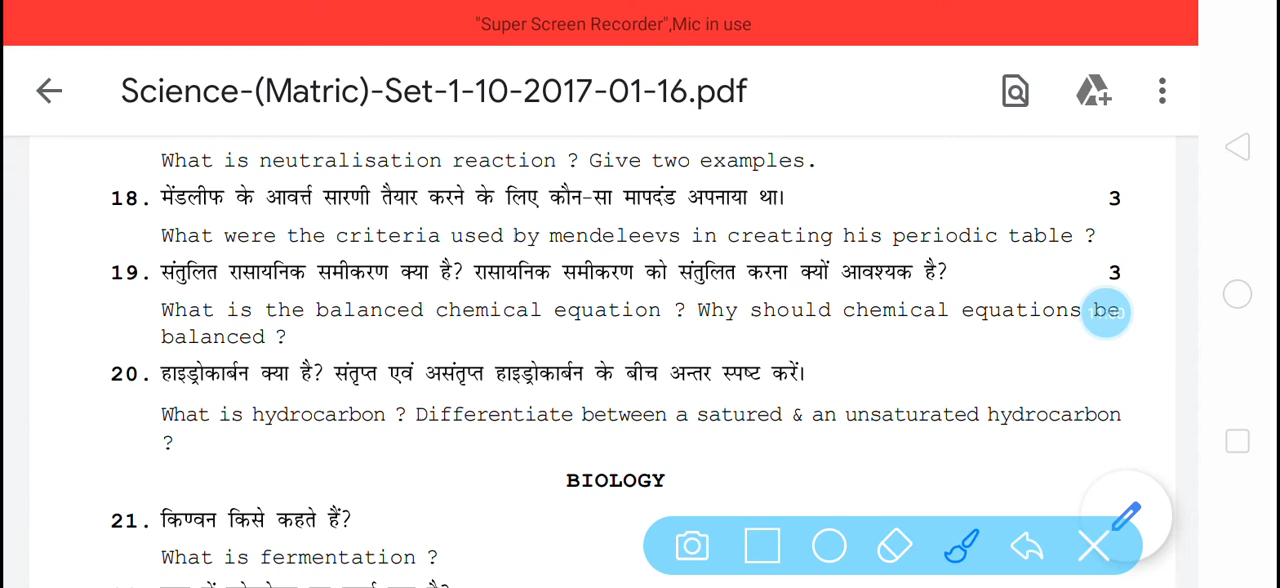 "Super Screen Recorder",Mic in use
Science-(Matric)-Set-1-10-2017-01-16.pdf
What is neutralisation reaction ? Give two examples.
18. मेंडलीफ के आवर्त्त सारणी तैयार करने के लिए कौन-सा मापदंड अपनाया था। 3
What were the criteria used by mendeleevs in creating his periodic table ?
19. संतुलित रासायनिक समीकरण क्या है? रासायनिक समीकरण को संतुलित करना क्यों आवश्यक है? 3
What is the balanced chemical equation ? Why should chemical equations be
balanced ?
20. हाइड्रोकार्बन क्या है? संतृप्त एवं असंतृप्त हाइड्रोकार्बन के बीच अन्तर स्पष्ट करें।
What is hydrocarbon ? Differentiate between a satured & an unsaturated hydrocarbon
?
BIOLOGY
21. किण्वन किसे कहते हैं?
What is fermentation ?